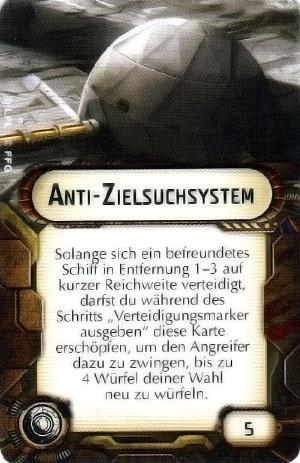 ANTI-ZIELSUCHSYSTEM
Solange sich ein befreundetes
Schiff in Entfernung 1–3 auf
kurzer Reichweite verteidigt,
darfst du während des
Schritts „Verteidigungsmarker
ausgeben“ diese Karte
erschöpfen, um den Angreifer
dazu zu zwingen, bis zu
4 Würfel deiner Wahl
neu zu würfeln.
5